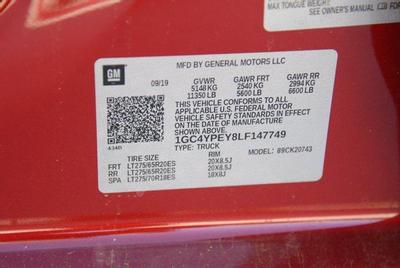 MAX TONGUE WEIGHT:
SEE OWNER'S MANUAL
GM
MFD BY GENERAL MOTORS LLC
09/19 GVWR GAWR FRT GAWR RR
5148 KG 2540 KG 2994 KG
11350 LB 5600 LB 6600 LB
THIS VEHICLE CONFORMS TO ALL APPLICABLE U.S.
FEDERAL MOTOR VEHICLE SAFETY STANDARDS IN EFFECT
ON THE DATE OF MANUFACTURE SHOWN ABOVE.
1GC4YPEY8LF147749
TYPE: TRUCK MODEL: 89CK20743
TIRE SIZE RIM
FRT LT275/65R20ES 20X8.5J
RR LT275/65R20ES 20X8.5J
SPA LT275/70R18ES 18X8J